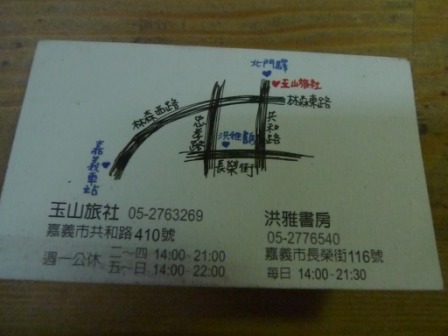 北門驛
玉山旅社
林森西路
林森東路
忠孝路
共和路
洪雅
長榮街
嘉義車站
玉山旅社 05-2763269
嘉義市共和路410號
週一公休 二～四 14:00~21:00
五～日 14:00~22:00
洪雅書房
05-2776540
嘉義市長榮街116號
每日 14:00~21:30